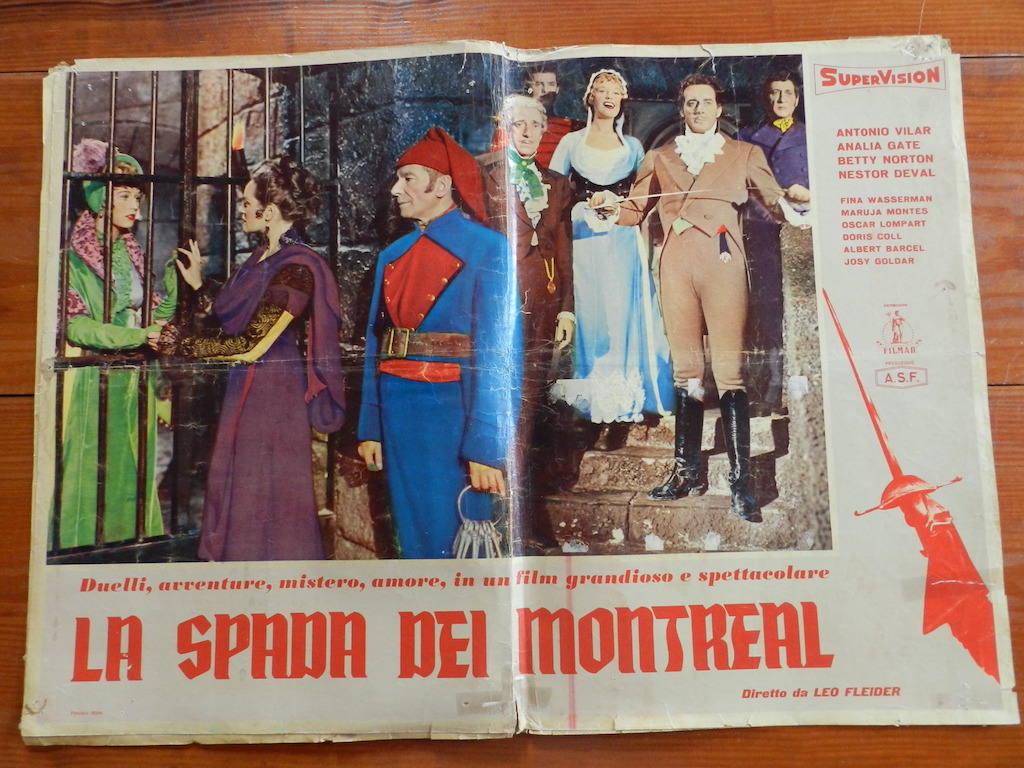 SUPERVISION
ANTONIO VILAR
ANALIA GATE
BETTY NORTON
NESTOR DEVAL
FINA WASSERMAN
MARUJA MONTES
OSCAR LOMPART
DORIS COLL
ALBERT BARCEL
JOSY GOLDAR
FILMAR
A.S.F.
Duelli, avventure, mistero, amore, in un film grandioso e spettacolare
LA SPADA DEI MONTREAL
Diretto da LEO FLEIDER